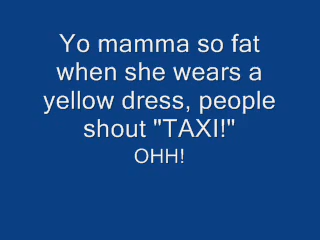 Yo mamma so fat
when she wears a
yellow dress, people
shout "TAXI!"
OHH!